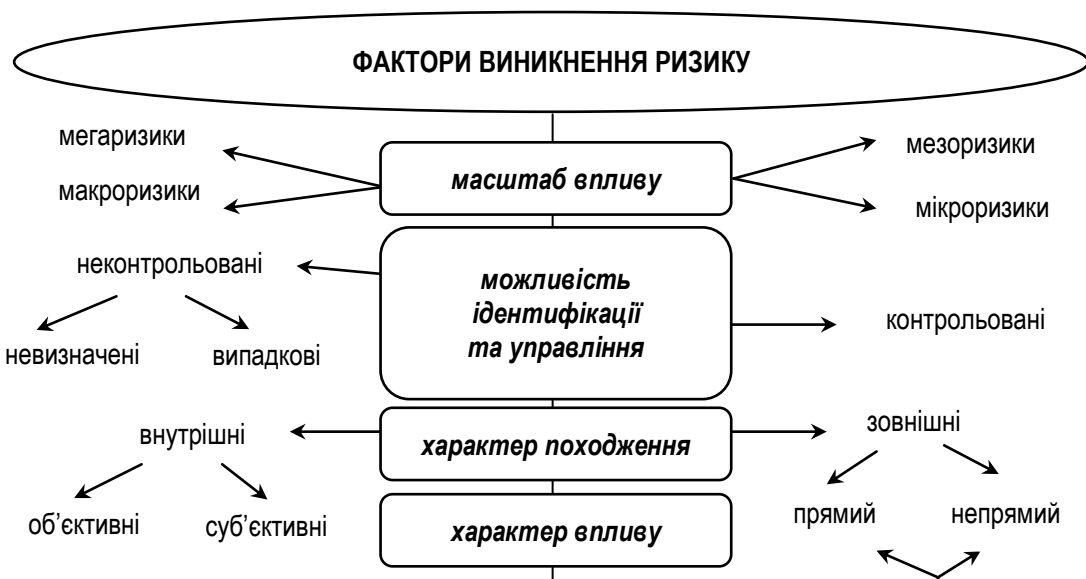 ФАКТОРИ ВИНИКНЕННЯ РИЗИКУ
мегаризики
макроризики
масштаб впливу
мезоризики
мікроризики
неконтрольовані
невизначені
випадкові
можливість
ідентифікації
та управління
контрольовані
внутрішні
об’єктивні
суб’єктивні
характер походження
зовнішні
прямий
непрямий
характер впливу